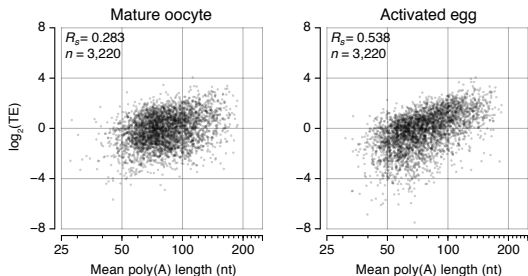 Mature oocyte
Rs= 0.283
n = 3,220
8
4
0
−4
−8
log2(TE)
25
50
100
200
Mean poly(A) length (nt)
Activated egg
Rs= 0.538
n = 3,220
8
4
0
−4
−8
25
50
100
200
Mean poly(A) length (nt)